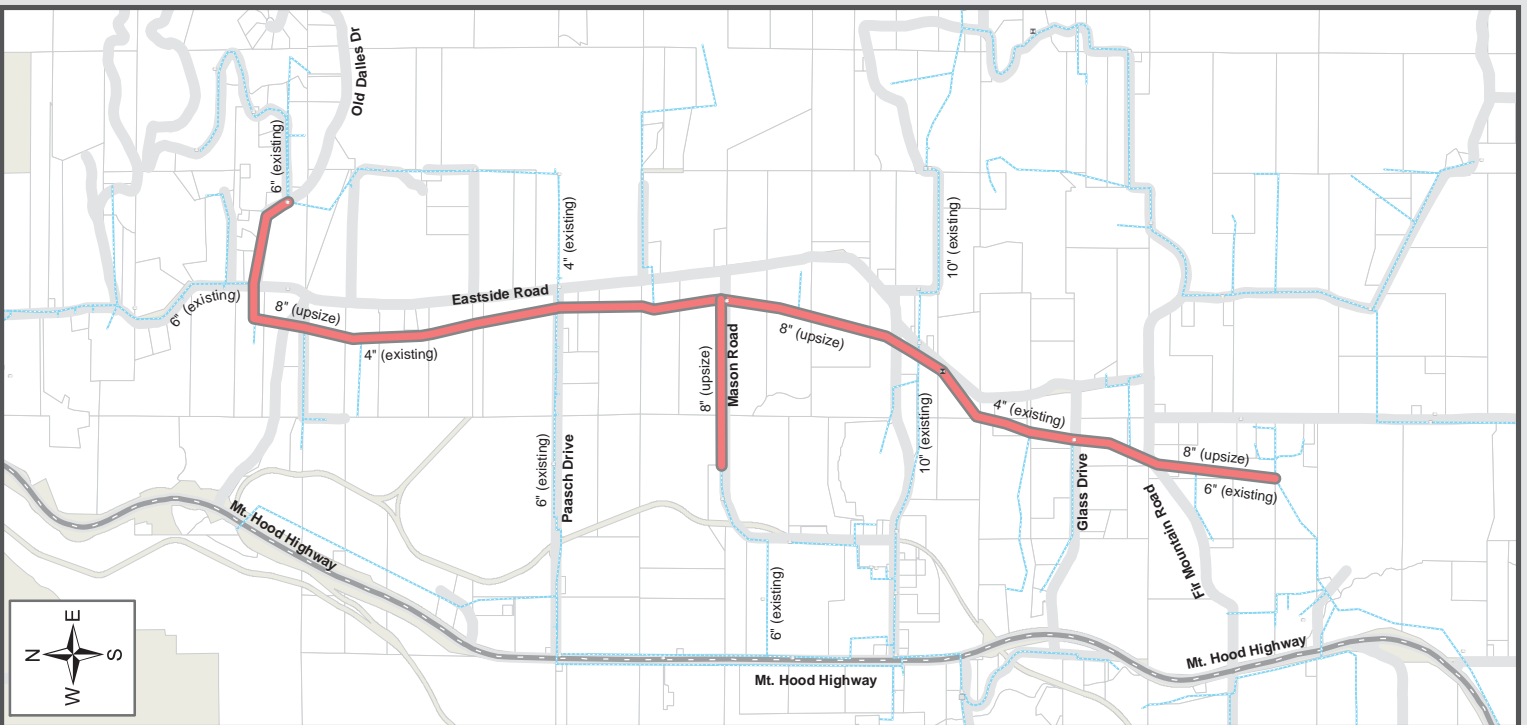 Old Dalles Dr
6" (existing)
4" (existing)
10" (existing)
Eastside Road
6" (existing)
8" (upsize)
4" (existing)
8" (upsize)
8" (upsize)
Mason Road
4" (existing)
10" (existing)
6" (existing)
Paasch Drive
Glass Drive
8" (upsize)
6" (existing)
Fir Mountain Road
Mt. Hood Highway
6" (existing)
Mt. Hood Highway
Mt. Hood Highway
N
E
S
W
H
H